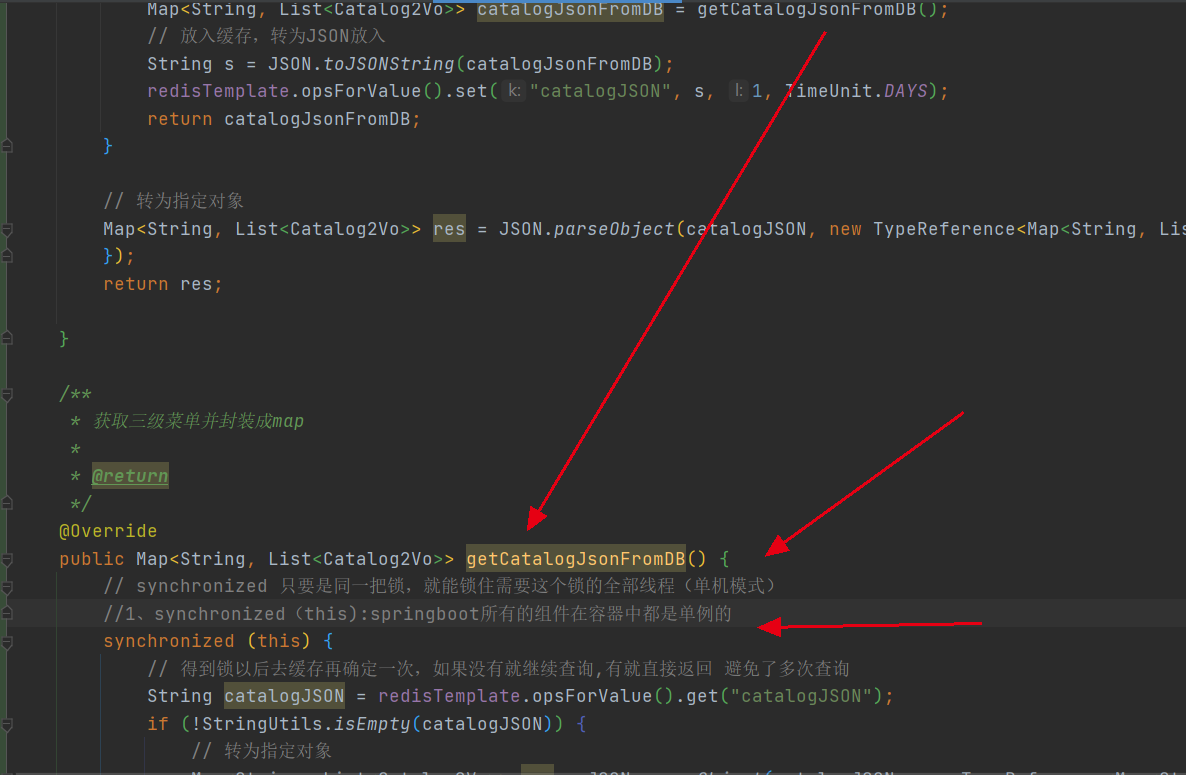 Map<String, List<Catalog2Vo>> catalogJsonFromDB = getCatalogJsonFromDB();
// 放入缓存，转为JSON放入
String s = JSON.toJSONString(catalogJsonFromDB);
redisTemplate.opsForValue().set( k: "catalogJSON", s, l: 1, TimeUnit.DAYS);
return catalogJsonFromDB;
}
// 转为指定对象
Map<String, List<Catalog2Vo>> res = JSON.parseObject(catalogJSON, new TypeReference<Map<String, Lis
});
return res;
}
/**
* 获取三级菜单并封装成map
*
* @return
*/
@Override
public Map<String, List<Catalog2Vo>> getCatalogJsonFromDB() {
// synchronized 只要是同一把锁，就能锁住需要这个锁的全部线程（单机模式）
//1、synchronized（this):springboot所有的组件在容器中都是单例的
synchronized (this) {
// 得到锁以后去缓存再确定一次，如果没有就继续查询,有就直接返回 避免了多次查询
String catalogJSON = redisTemplate.opsForValue().get("catalogJSON");
if (!StringUtils.isEmpty(catalogJSON)) {
// 转为指定对象